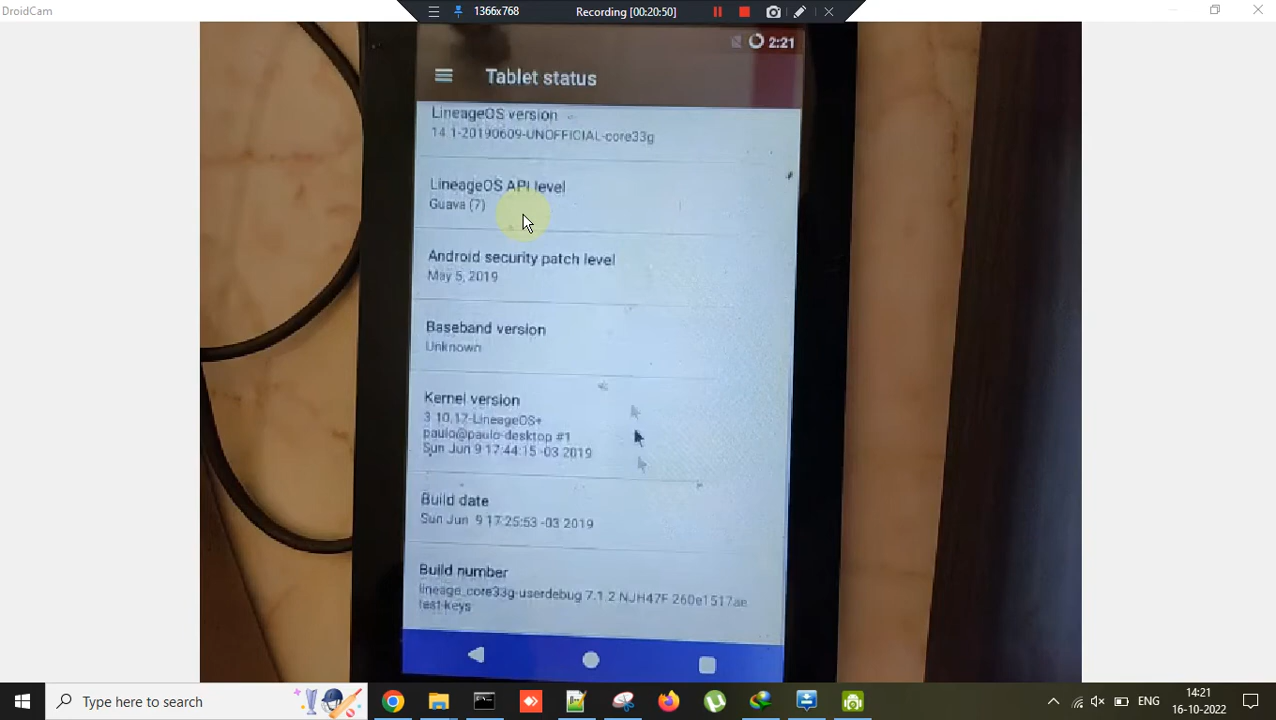 DroidCam
1366x768
Recording [00:20:50]
2:21
Tablet status
LineageOS version
14.1-20190609-UNOFFICIAL-core33g
LineageOS API level
Guava (7)
Android security patch level
May 5, 2019
Baseband version
Unknown
Kernel version
3.10.17-LineageOS+
paulo@paulo-desktop #1
Sun Jun 9 17:44:15 -03 2019
Build date
Sun Jun 9 17:25:53 -03 2019
Build number
lineage_core33g-userdebug 7.1.2 NJH47F 260e1517ae
test-keys
Type here to search
ENG
14:21
16-10-2022